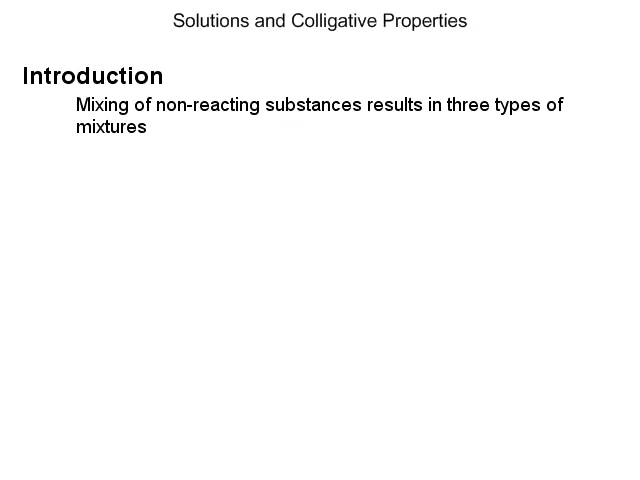 Solutions and Colligative Properties
Introduction
Mixing of non-reacting substances results in three types of
mixtures